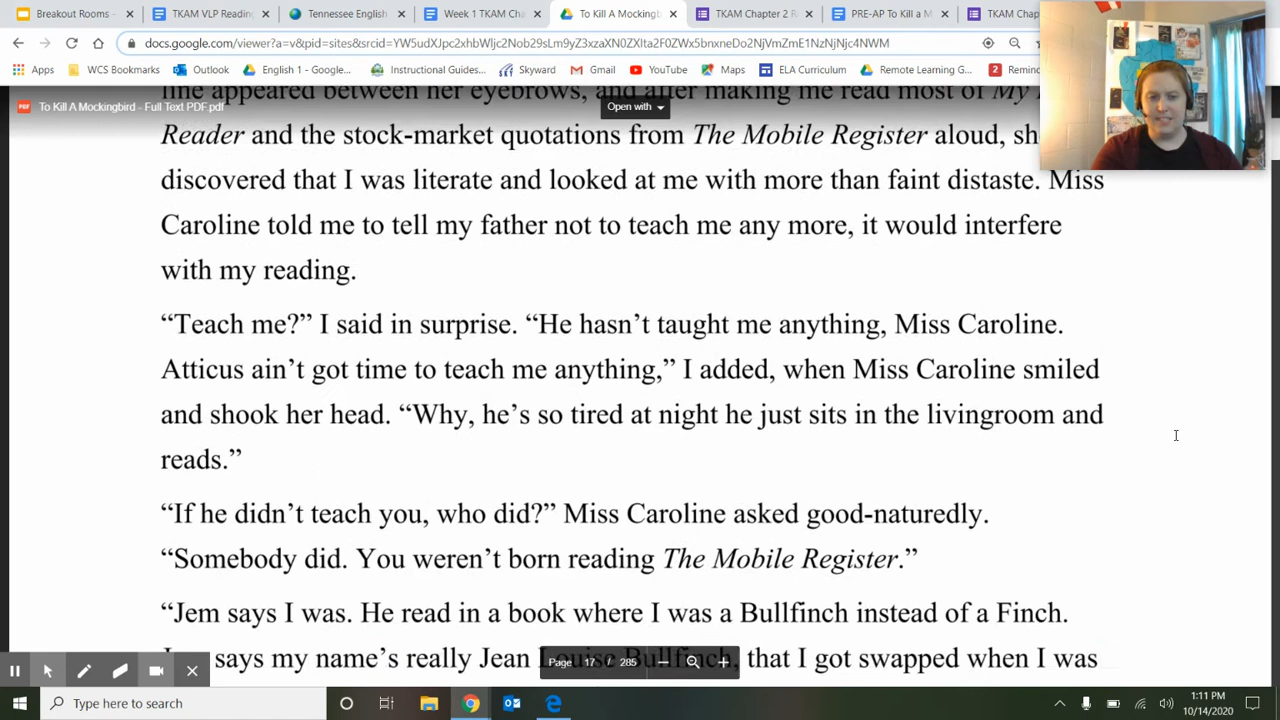 Breakout Rooms -
TKAM VLP Reading
Tennessee English
Week 1 TKAM Cha
To Kill A Mockingb
TKAM Chapter 2 R
PRE-AP To Kill a M
TKAM Chap
docs.google.com/viewer?a=v&pid=sites&srcid=YW5udXJpc2xhbWljc2Nob29sLm9yZ3xzaXN0ZXIta2F0ZWx5bnxneDo2NjVmZmE1NzNjNjc4NWM
Apps
WCS Bookmarks
Outlook
English 1 - Google...
Instructional Guides...
Skyward
Gmail
YouTube
Maps
ELA Curriculum
Remote Learning G...
Remin
To Kill A Mockingbird - Full Text PDF.pdf
Open with
line appeared between her eyebrows, and after making me read most of My
Reader and the stock-market quotations from The Mobile Register aloud, sh
discovered that I was literate and looked at me with more than faint distaste. Miss
Caroline told me to tell my father not to teach me any more, it would interfere
with my reading.
“Teach me?” I said in surprise. “He hasn’t taught me anything, Miss Caroline.
Atticus ain’t got time to teach me anything,” I added, when Miss Caroline smiled
and shook her head. “Why, he’s so tired at night he just sits in the livingroom and
reads.”
“If he didn’t teach you, who did?” Miss Caroline asked good-naturedly.
“Somebody did. You weren’t born reading The Mobile Register.”
“Jem says I was. He read in a book where I was a Bullfinch instead of a Finch.
says my name’s really Jean Louise Bullfinch, that I got swapped when I was
Page 17 / 285
Type here to search
1:11 PM
10/14/2020